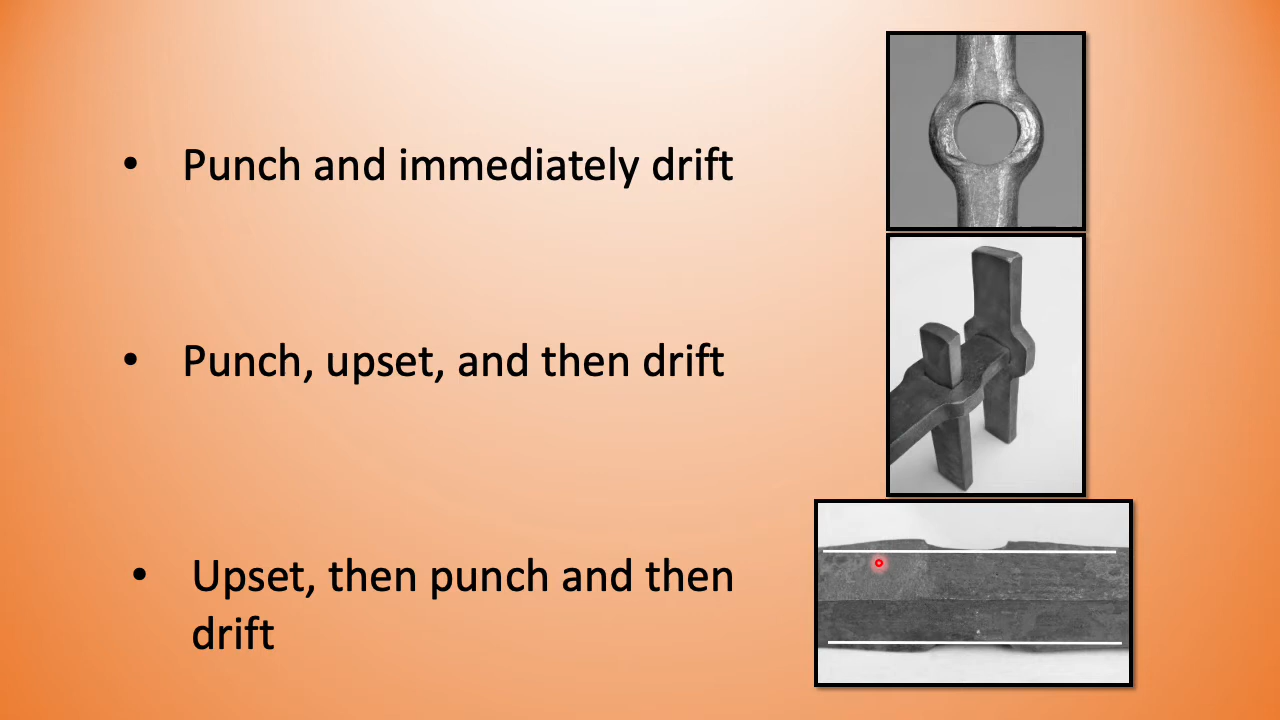 • Punch and immediately drift
• Punch, upset, and then drift
• Upset, then punch and then
drift